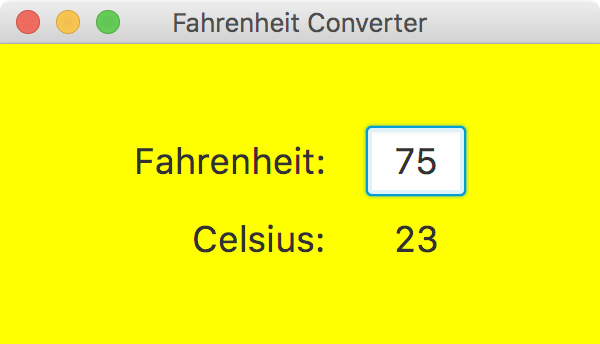 Fahrenheit Converter
Fahrenheit: 75
Celsius: 23